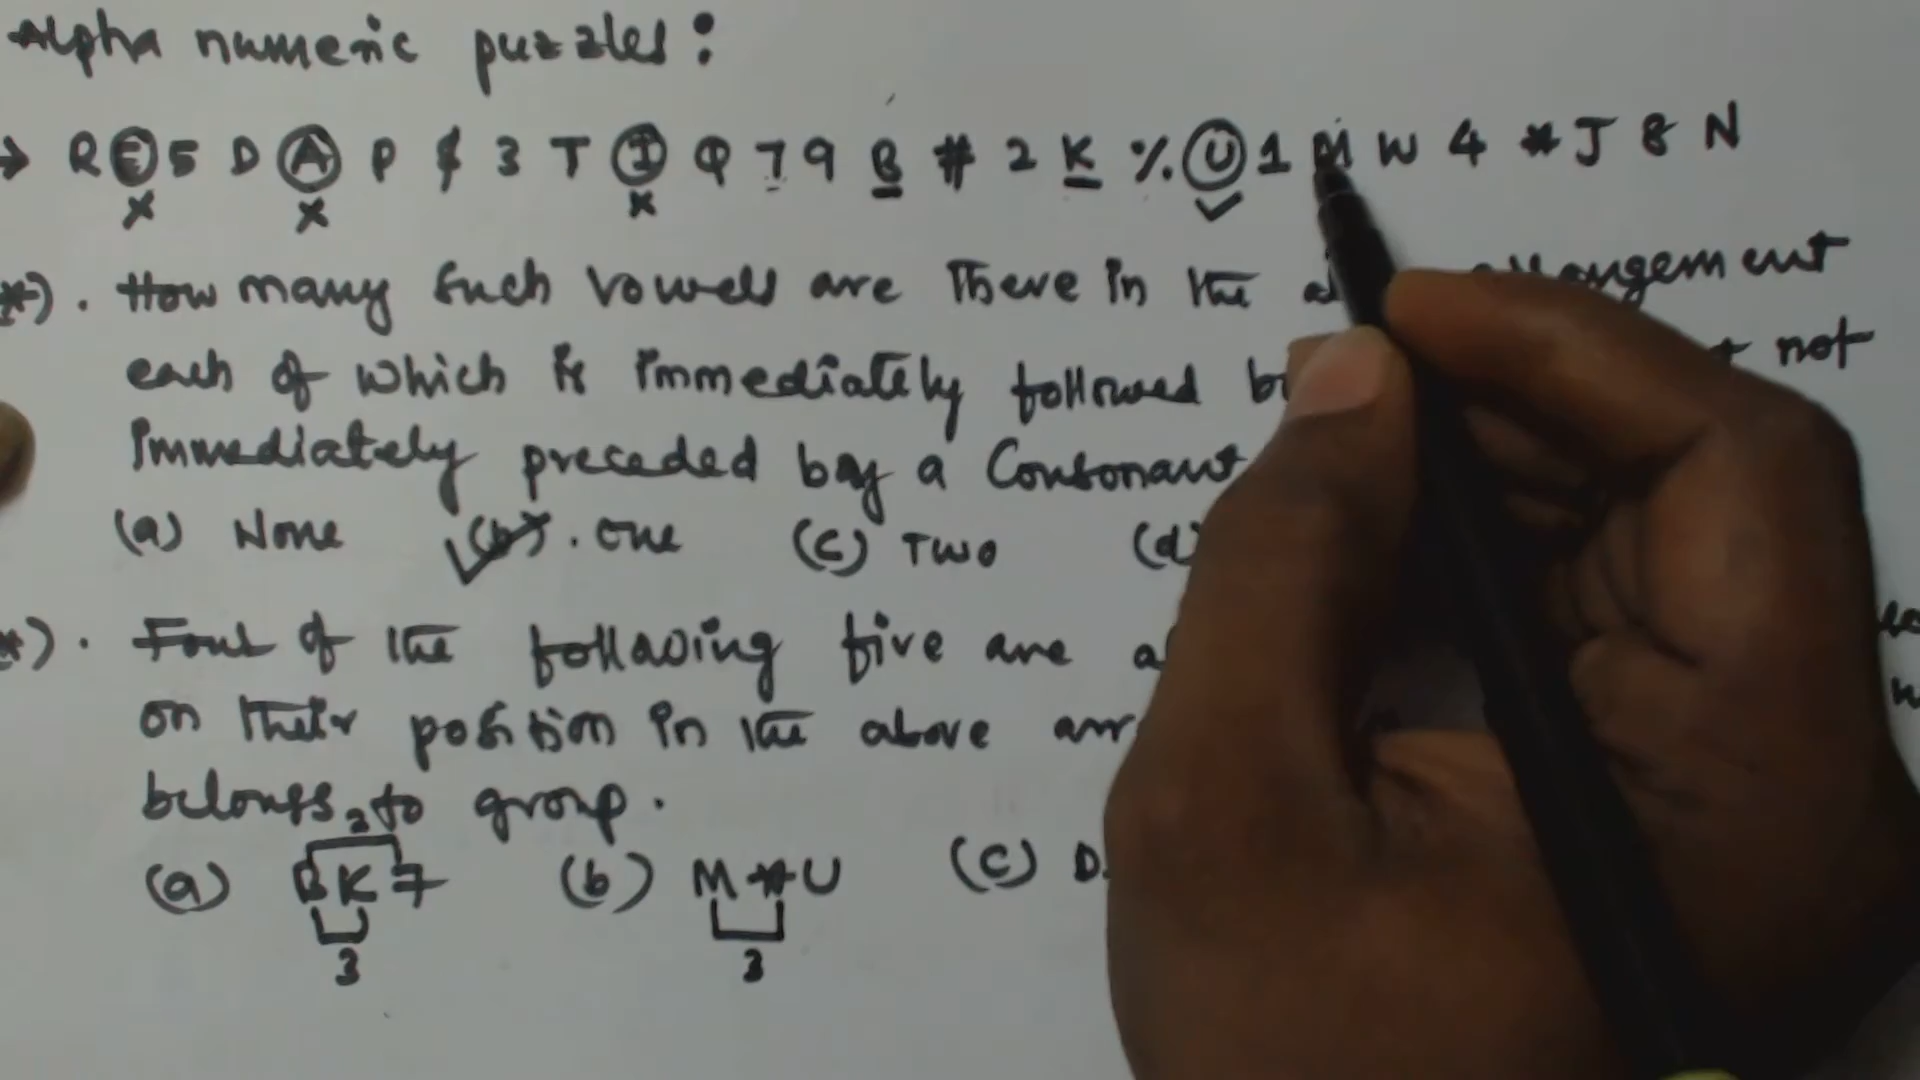 Alpha numeric puzzles:
→ R E 5 D A P $ 3 T I Q 7 9 B # 2 K % U 1 M W 4 * J 8 N
*). How many such vowels are there in the arrangement
each of which is immediately followed not
immediately preceded bay a Consonant
(a) None (b). one (c) Two (d)
*). Four of the following five are
on their position in the above
belongs to group.
2
(a) BK7 (b) M*U (c) D
3 3